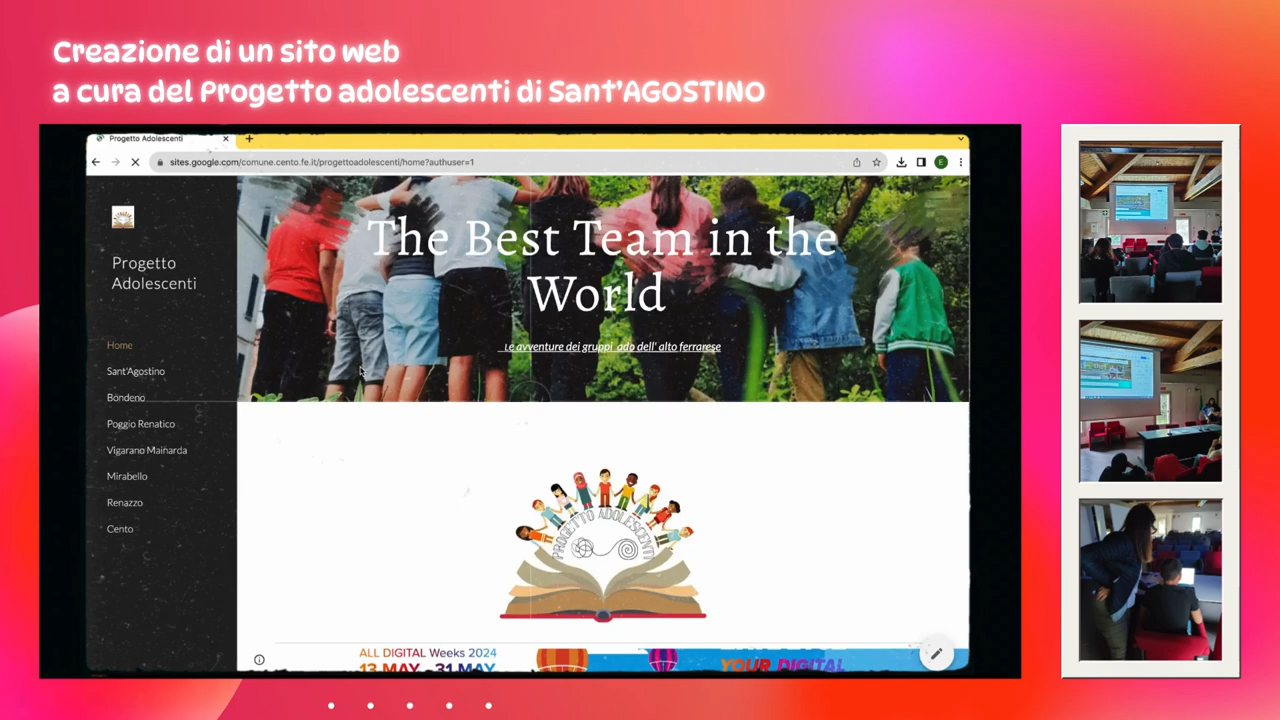 Creazione di un sito web
a cura del Progetto adolescenti di Sant'AGOSTINO
Progetto Adolescenti
sites.google.com/comune.cento.fe.it/progettoadolescenti/home?authuser=1
E
Progetto
Adolescenti
Home
Sant'Agostino
Bondeno
Poggio Renatico
Vigarano Mainarda
Mirabello
Renazzo
Cento
The Best Team in the
World
Le avventure dei gruppi ado dell' alto ferrarese
PROGETTO ADOLESCENTI
ALL DIGITAL Weeks 2024
13 MAY - 31 MAY
YOUR DIGITAL